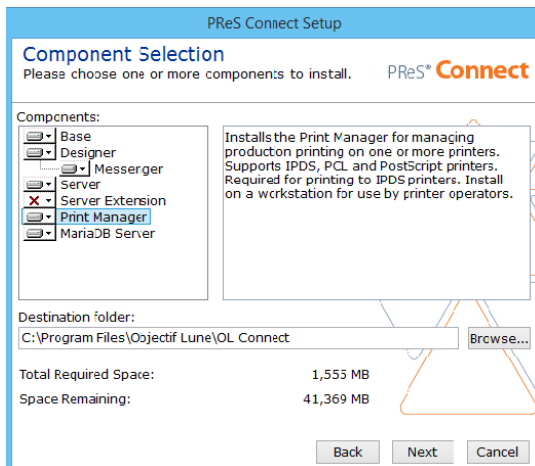 PReS Connect Setup
Component Selection
Please choose one or more components to install.
PReS® Connect
Components:
Base
Designer
Messenger
Server
Server Extension
Print Manager
MariaDB Server
Installs the Print Manager for managing
production printing on one or more printers.
Supports IPDS, PCL and PostScript printers.
Required for printing to IPDS printers. Install
on a workstation for use by printer operators.
Destination folder:
C:\Program Files\Objectif Lune\OL Connect
Browse...
Total Required Space: 1,555 MB
Space Remaining: 41,369 MB
Back Next Cancel